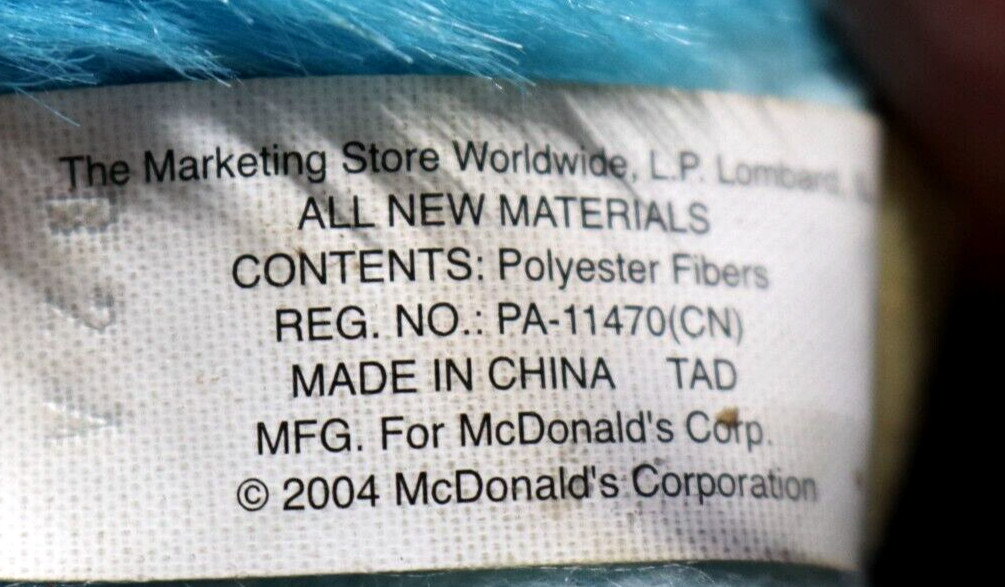 The Marketing Store Worldwide, L.P. Lombard,
ALL NEW MATERIALS
CONTENTS: Polyester Fibers
REG. NO.: PA-11470(CN)
MADE IN CHINA TAD
MFG. For McDonald's Corp.
© 2004 McDonald's Corporation